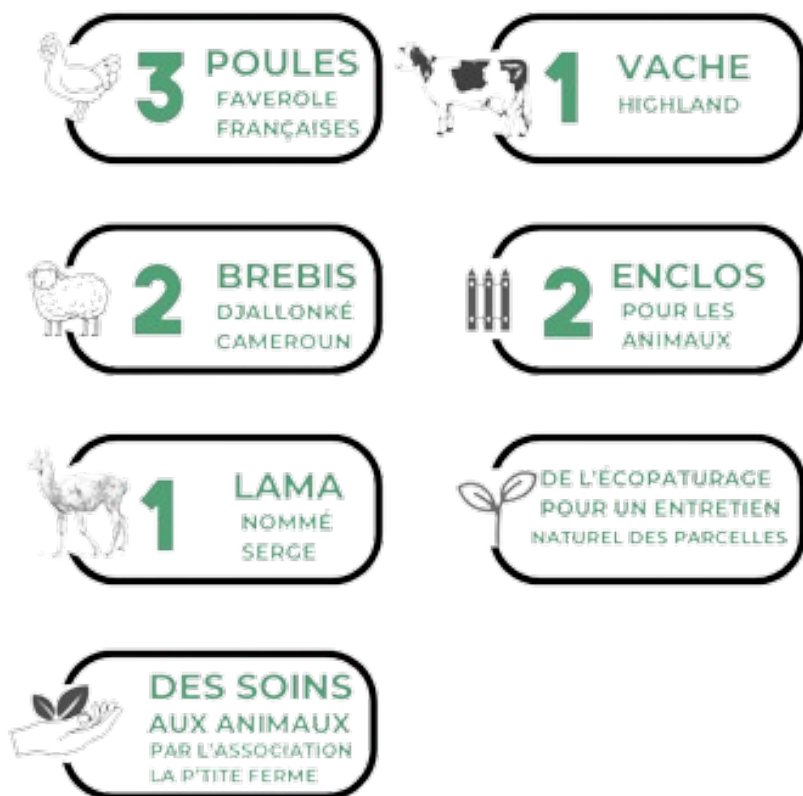 3 POULES
FAVEROLE
FRANÇAISES
1 VACHE
HIGHLAND
2 BREBIS
DJALLONKÉ
CAMEROUN
2 ENCLOS
POUR LES
ANIMAUX
1 LAMA
NOMMÉ
SERGE
DE L'ÉCOPATURAGE
POUR UN ENTRETIEN
NATUREL DES PARCELLES
DES SOINS
AUX ANIMAUX
PAR L'ASSOCIATION
LA P'TITE FERME